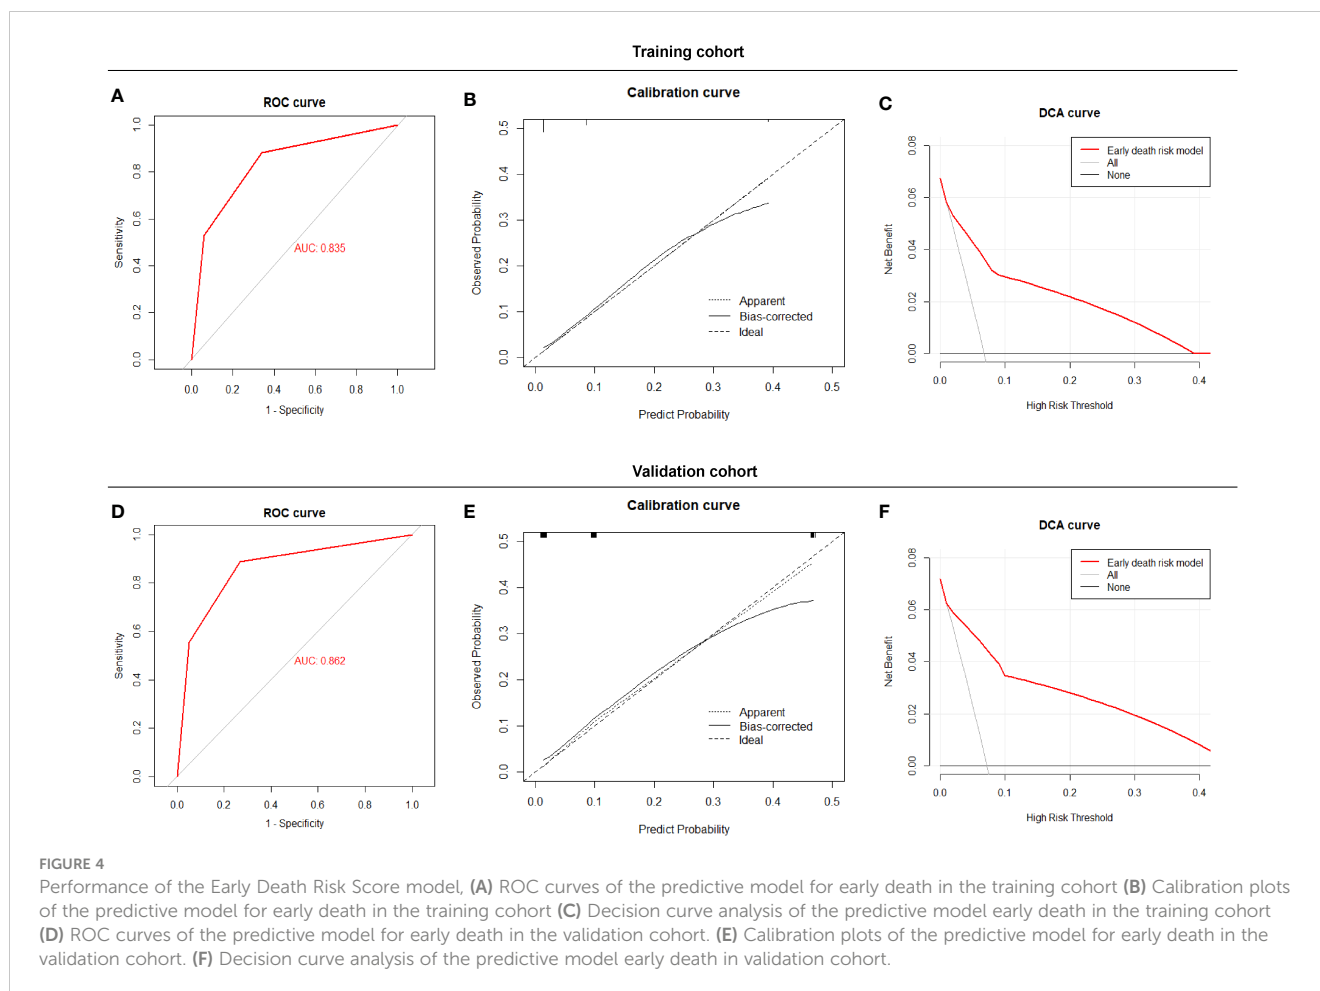 Training cohort
A
ROC curve
Sensitivity
0.0 0.2 0.4 0.6 0.8 1.0
AUC: 0.835
0.0 0.2 0.4 0.6 0.8 1.0
1 - Specificity
B
Calibration curve
Observed Probability
0.0 0.1 0.2 0.3 0.4 0.5
Apparent
Bias-corrected
Ideal
0.0 0.1 0.2 0.3 0.4 0.5
Predict Probability
C
DCA curve
Net Benefit
0.00 0.02 0.04 0.06 0.08
Early death risk model
All
None
0.0 0.1 0.2 0.3 0.4
High Risk Threshold
Validation cohort
D
ROC curve
Sensitivity
0.0 0.2 0.4 0.6 0.8 1.0
AUC: 0.862
0.0 0.2 0.4 0.6 0.8 1.0
1 - Specificity
E
Calibration curve
Observed Probability
0.0 0.1 0.2 0.3 0.4 0.5
Apparent
Bias-corrected
Ideal
0.0 0.1 0.2 0.3 0.4 0.5
Predict Probability
F
DCA curve
Net Benefit
0.00 0.02 0.04 0.06 0.08
Early death risk model
All
None
0.0 0.1 0.2 0.3 0.4
High Risk Threshold
FIGURE 4
Performance of the Early Death Risk Score model, (A) ROC curves of the predictive model for early death in the training cohort (B) Calibration plots
of the predictive model for early death in the training cohort (C) Decision curve analysis of the predictive model early death in the training cohort
(D) ROC curves of the predictive model for early death in the validation cohort. (E) Calibration plots of the predictive model for early death in the
validation cohort. (F) Decision curve analysis of the predictive model early death in validation cohort.